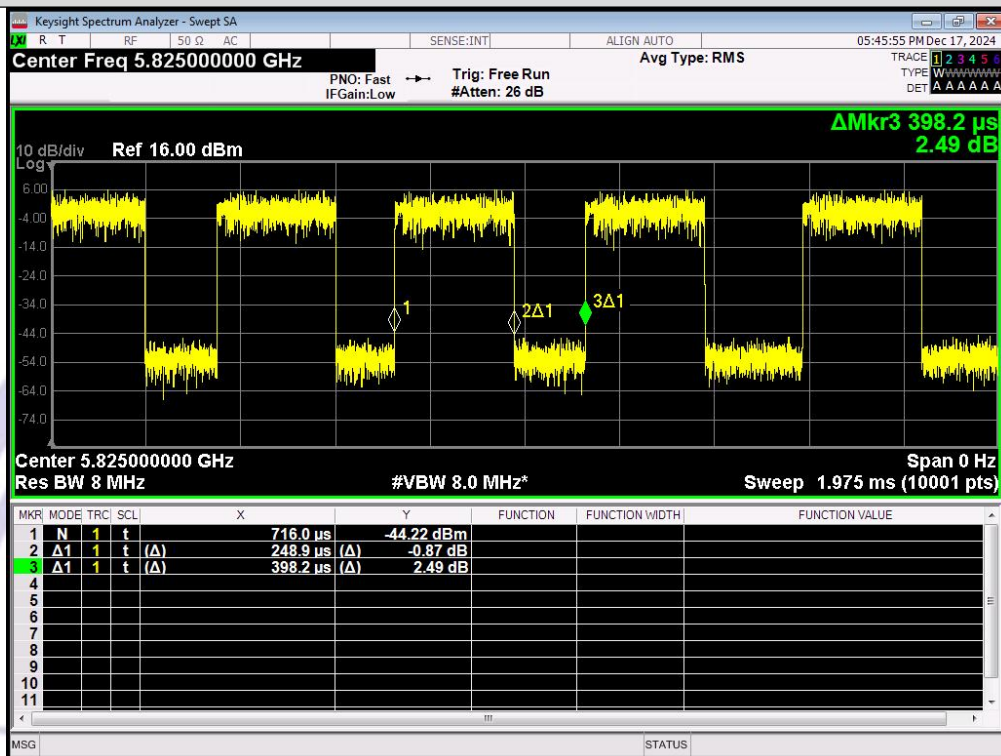 Keysight Spectrum Analyzer - Swept SA
LXI R T RF 50 Ω AC SENSE:INT ALIGN AUTO 05:45:55 PM Dec 17, 2024
Center Freq 5.825000000 GHz Avg Type: RMS TRACE 1 2 3 4 5 6
PNO: Fast Trig: Free Run TYPE WWWWWW
IFGain:Low #Atten: 26 dB DET A A A A A A
ΔMkr3 398.2 µs
10 dB/div Ref 16.00 dBm 2.49 dB
Log
6.00
-4.00
-14.0
-24.0
-34.0
1 2Δ1 3Δ1
-44.0
-54.0
-64.0
-74.0
Center 5.825000000 GHz Span 0 Hz
Res BW 8 MHz #VBW 8.0 MHz* Sweep 1.975 ms (10001 pts)
MKR MODE TRC SCL X Y FUNCTION FUNCTION WIDTH FUNCTION VALUE
1 N 1 t 716.0 µs -44.22 dBm
2 Δ1 1 t (Δ) 248.9 µs (Δ) -0.87 dB
3 Δ1 1 t (Δ) 398.2 µs (Δ) 2.49 dB
4
5
6
7
8
9
10
11
MSG STATUS